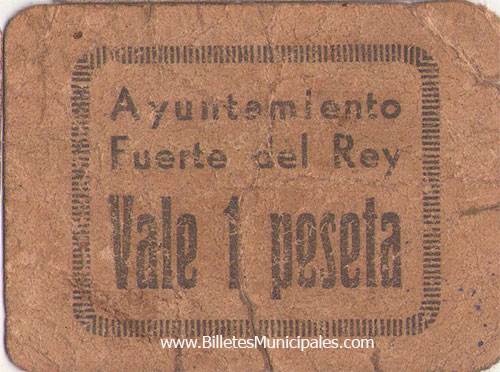 Ayuntamiento
Fuerte del Rey
Vale 1 peseta
www.BilletesMunicipales.com